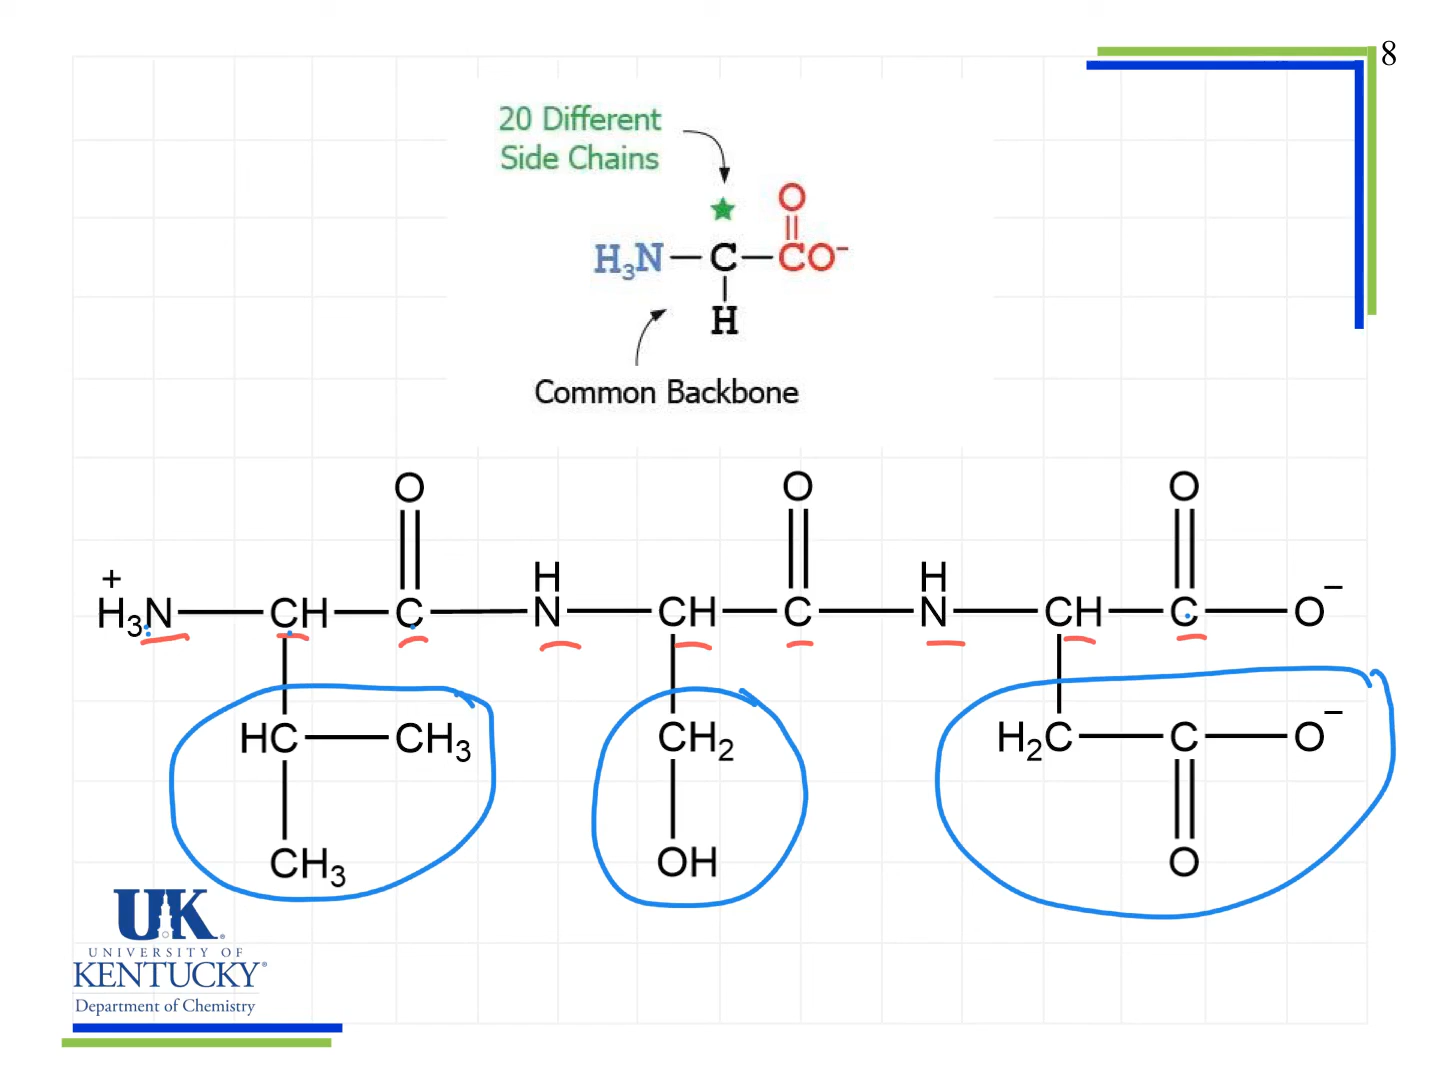 8
20 Different
Side Chains
O
H₃N C CO⁻
H
Common Backbone
O O O
+ H H
H₃N CH C N CH C N CH C O⁻
HC CH₃ CH₂ H₂C C O⁻
CH₃ OH O
UK
UNIVERSITY OF
KENTUCKY®
Department of Chemistry